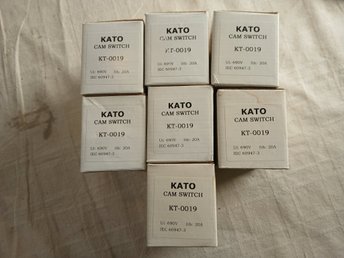 KATO
CAM SWITCH
KT-0019
Ui: 690V Ith: 20A
IEC 60947-3
KATO
CAM SWITCH
KT-0019
Ui: 690V Ith: 20A
IEC 60947-3
KATO
CAM SWITCH
KT-0019
Ui: 690V Ith: 20A
IEC 60947-3
KATO
CAM SWITCH
KT-0019
Ui: 690V Ith: 20A
IEC 60947-3
KATO
CAM SWITCH
KT-0019
Ui: 690V Ith: 20A
IEC 60947-3
KATO
CAM SWITCH
KT-0019
Ui: 690V Ith: 20A
IEC 60947-3
KATO
CAM SWITCH
KT-0019
Ui: 690V Ith: 20A
IEC 60947-3